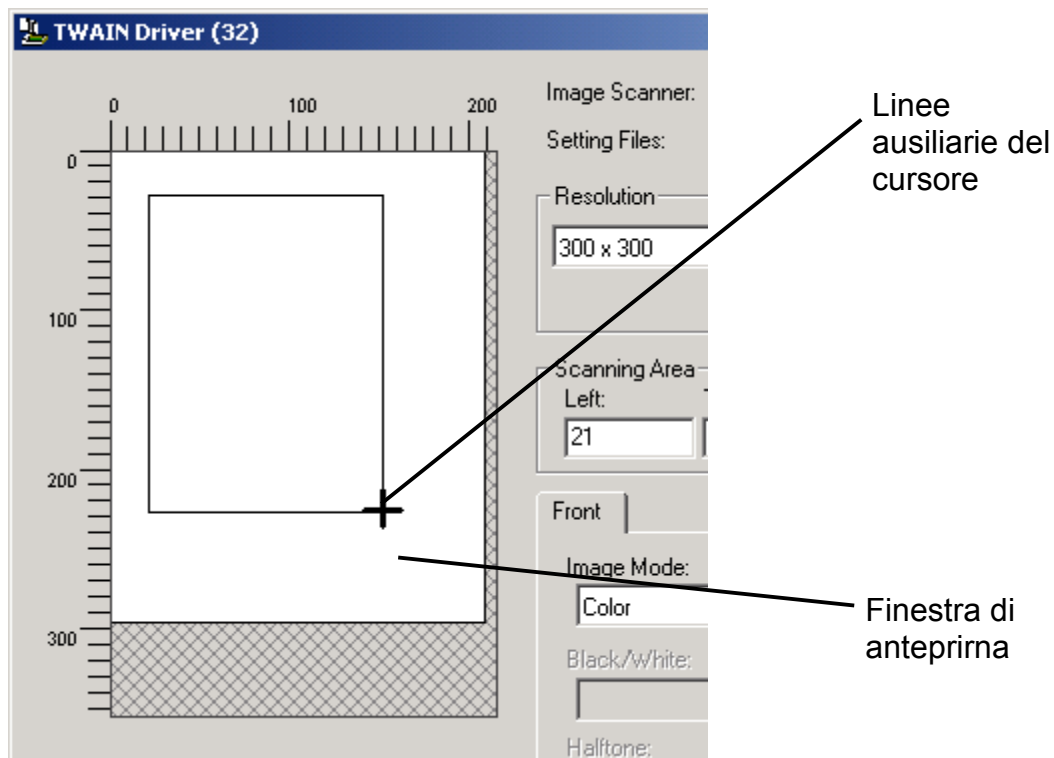 TWAIN Driver (32)
0 100 200
0
100
200
300
Image Scanner:
Setting Files:
Resolution
300 x 300
Scanning Area
Left:
21
Front
Image Mode:
Color
Black/White:
Halftone:
Linee
ausiliarie del
cursore
Finestra di
anteprirna